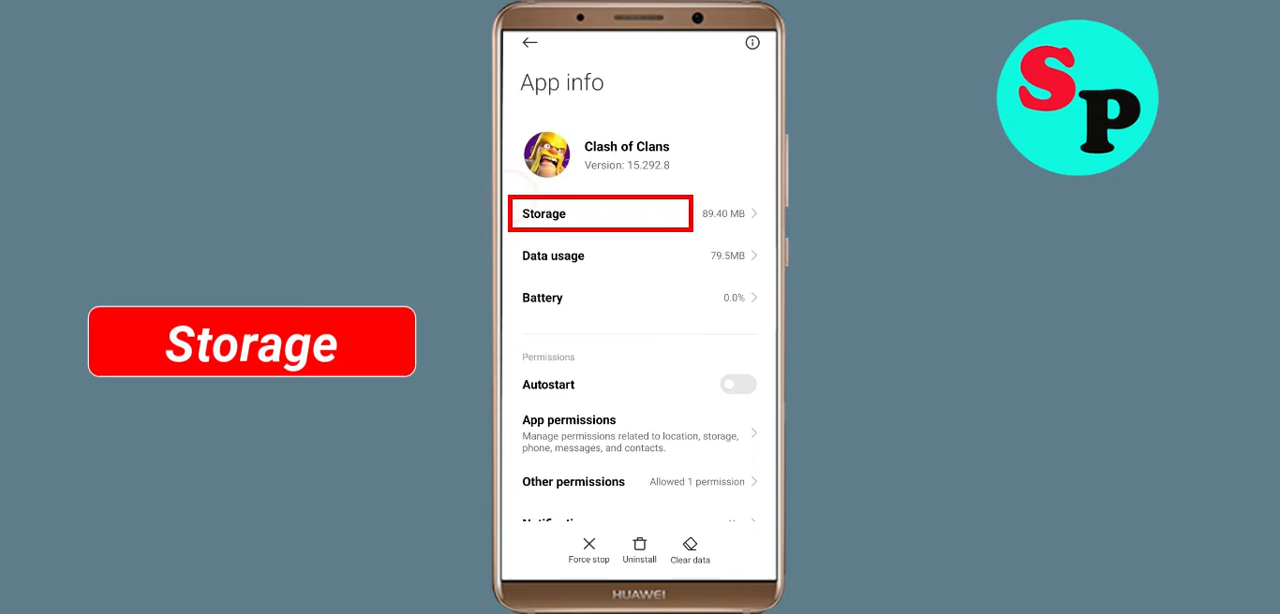 App info
Clash of Clans
Version: 15.292.8
Storage 89.40 MB
Data usage 79.5MB
Battery 0.0%
Permissions
Autostart
App permissions
Manage permissions related to location, storage,
phone, messages, and contacts.
Other permissions Allowed 1 permission
Force stop Uninstall Clear data
HUAWEI
Storage
SP